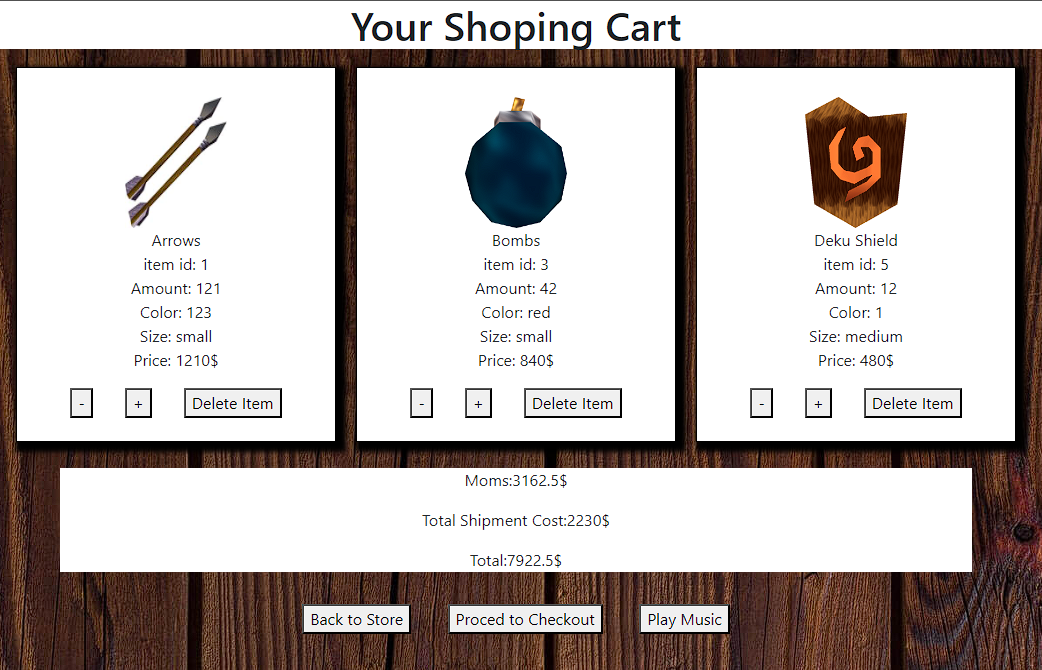 Your Shoping Cart
Arrows
item id: 1
Amount: 121
Color: 123
Size: small
Price: 1210$
- + Delete Item
Bombs
item id: 3
Amount: 42
Color: red
Size: small
Price: 840$
- + Delete Item
Deku Shield
item id: 5
Amount: 12
Color: 1
Size: medium
Price: 480$
- + Delete Item
Moms:3162.5$
Total Shipment Cost:2230$
Total:7922.5$
Back to Store Proced to Checkout Play Music